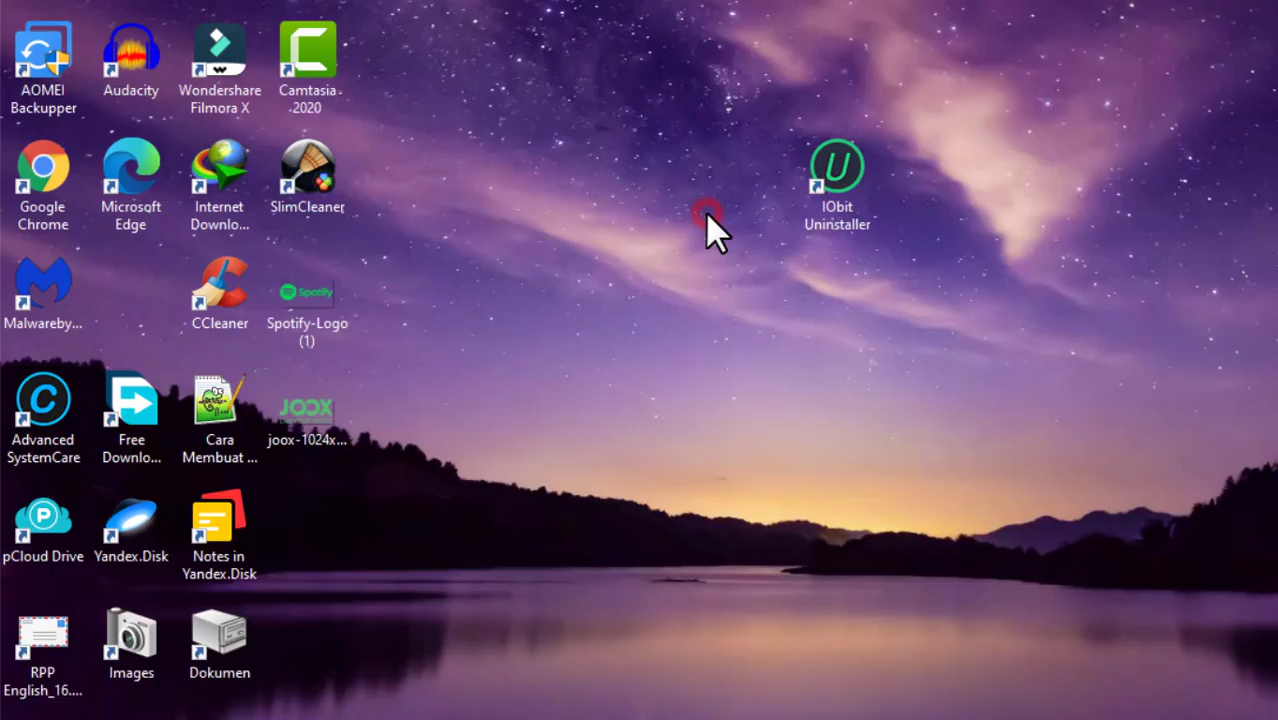 AOMEI
Backupper
Audacity
Wondershare
Filmora X
Camtasia
2020
Google
Chrome
Microsoft
Edge
Internet
Downlo...
SlimCleaner
IObit
Uninstaller
Malwareby...
CCleaner
Spotify
Spotify-Logo
(1)
Advanced
SystemCare
Free
Downlo...
Cara
Membuat ...
JOOX
joox-1024x...
pCloud Drive
Yandex.Disk
Notes in
Yandex.Disk
RPP
English_16....
Images
Dokumen